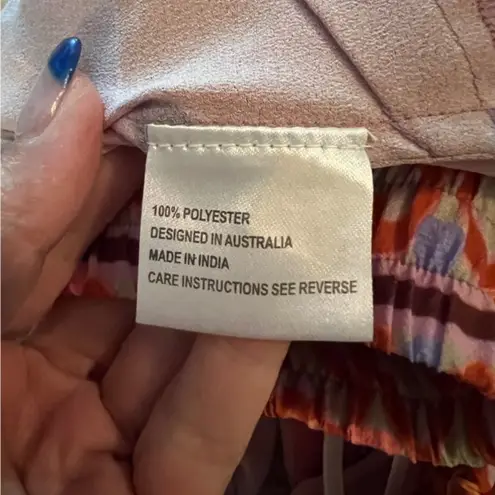 100% POLYESTER
DESIGNED IN AUSTRALIA
MADE IN INDIA
CARE INSTRUCTIONS SEE REVERSE